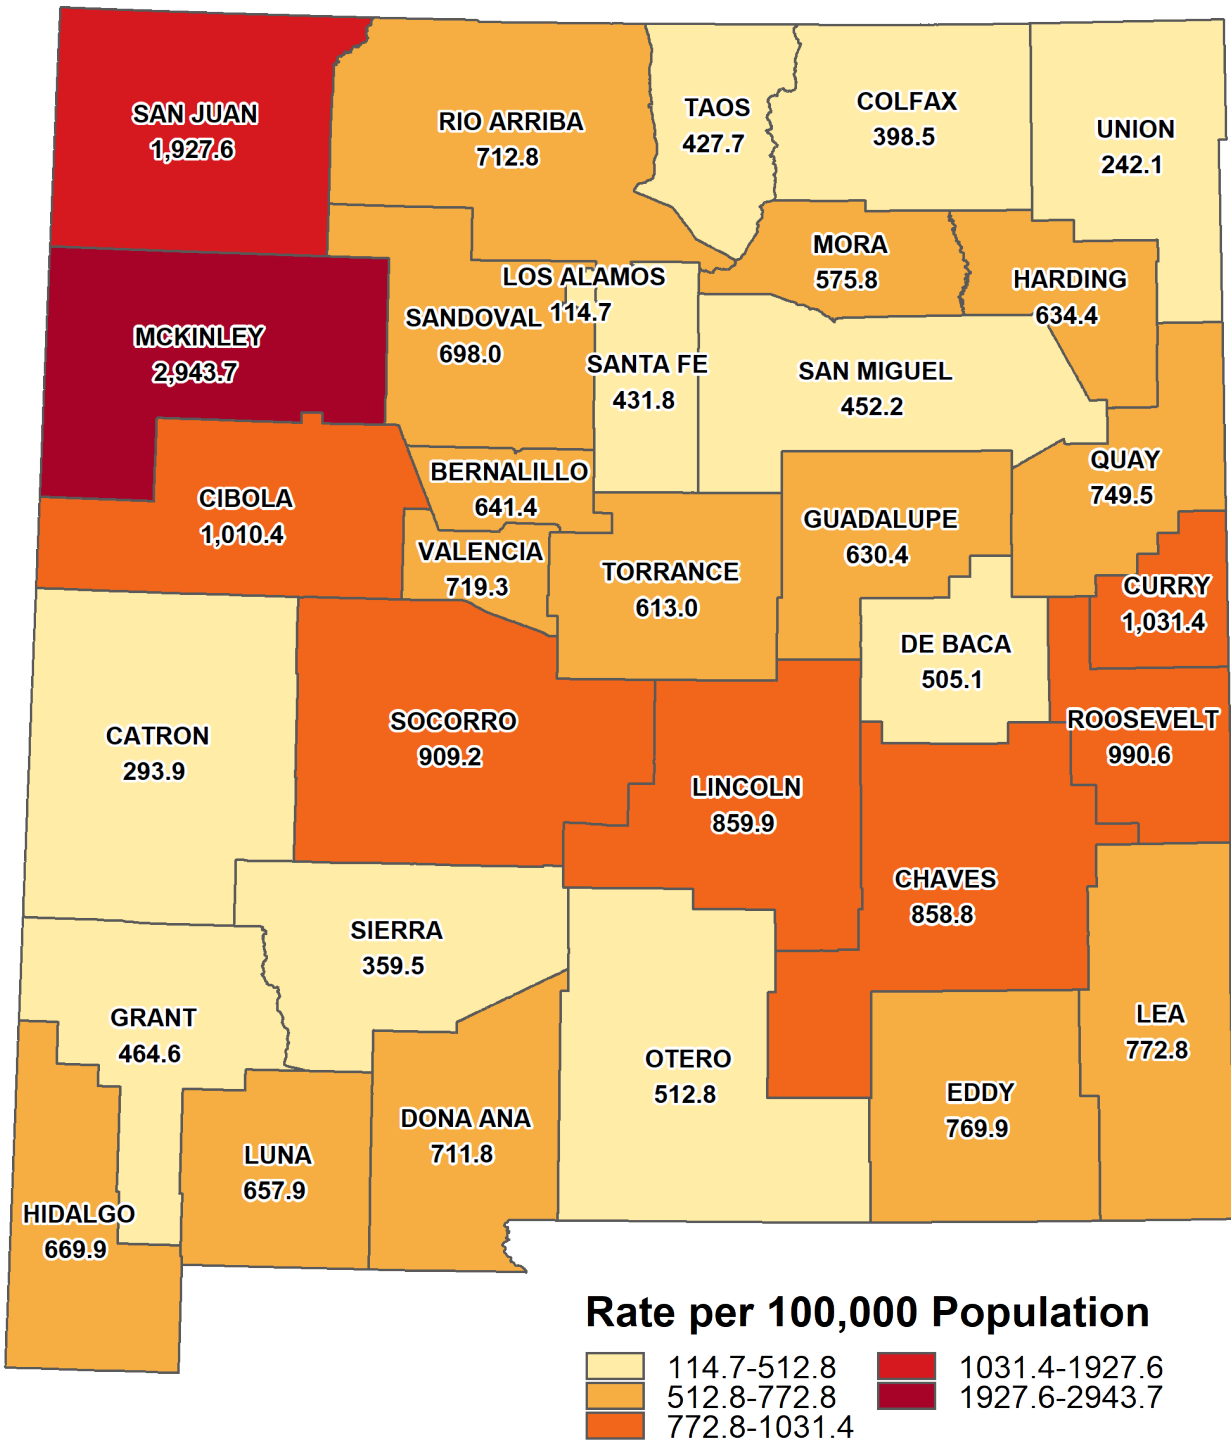 SAN JUAN
1,927.6
RIO ARRIBA
712.8
TAOS
427.7
COLFAX
398.5
UNION
242.1
MORA
575.8
HARDING
634.4
LOS ALAMOS
114.7
SANDOVAL
698.0
MCKINLEY
2,943.7
SANTA FE
431.8
SAN MIGUEL
452.2
QUAY
749.5
BERNALILLO
641.4
CIBOLA
1,010.4
GUADALUPE
630.4
VALENCIA
719.3
TORRANCE
613.0
CURRY
1,031.4
DE BACA
505.1
ROOSEVELT
990.6
SOCORRO
909.2
CATRON
293.9
LINCOLN
859.9
CHAVES
858.8
SIERRA
359.5
GRANT
464.6
LEA
772.8
OTERO
512.8
EDDY
769.9
DONA ANA
711.8
LUNA
657.9
HIDALGO
669.9
Rate per 100,000 Population
114.7-512.8
512.8-772.8
772.8-1031.4
1031.4-1927.6
1927.6-2943.7